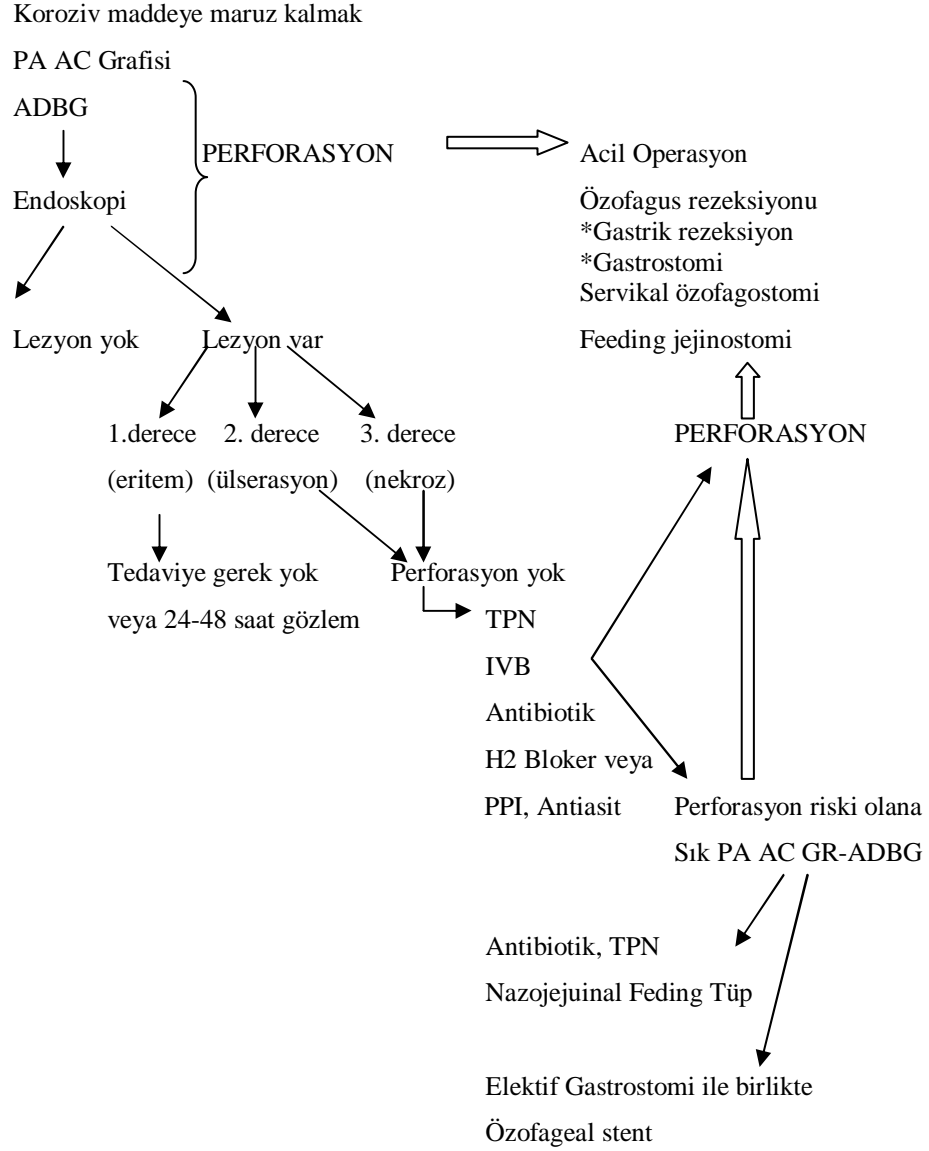 Koroziv maddeye maruz kalmak
PA AC Grafisi
ADBG
PERFORASYON
Acil Operasyon
Endoskopi
Özofagus rezeksiyonu
*Gastrik rezeksiyon
*Gastrostomi
Servikal özofagostomi
Lezyon yok
Lezyon var
Feeding jejinostomi
1.derece
2. derece
3. derece
PERFORASYON
(eritem)
(ülserasyon)
(nekroz)
Tedaviye gerek yok
Perforasyon yok
veya 24-48 saat gözlem
TPN
IVB
Antibiotik
H2 Bloker veya
PPI, Antiasit
Perforasyon riski olana
Sık PA AC GR-ADBG
Antibiotik, TPN
Nazojejuinal Feding Tüp
Elektif Gastrostomi ile birlikte
Özofageal stent